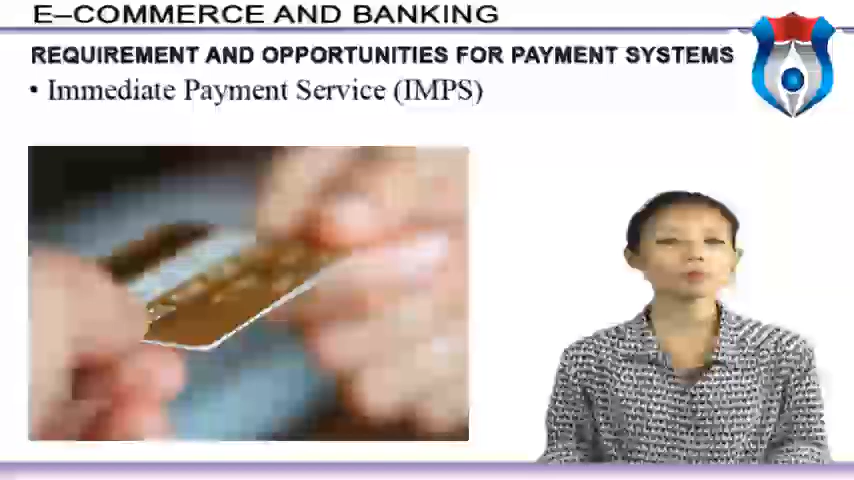 E–COMMERCE AND BANKING
REQUIREMENT AND OPPORTUNITIES FOR PAYMENT SYSTEMS
• Immediate Payment Service (IMPS)